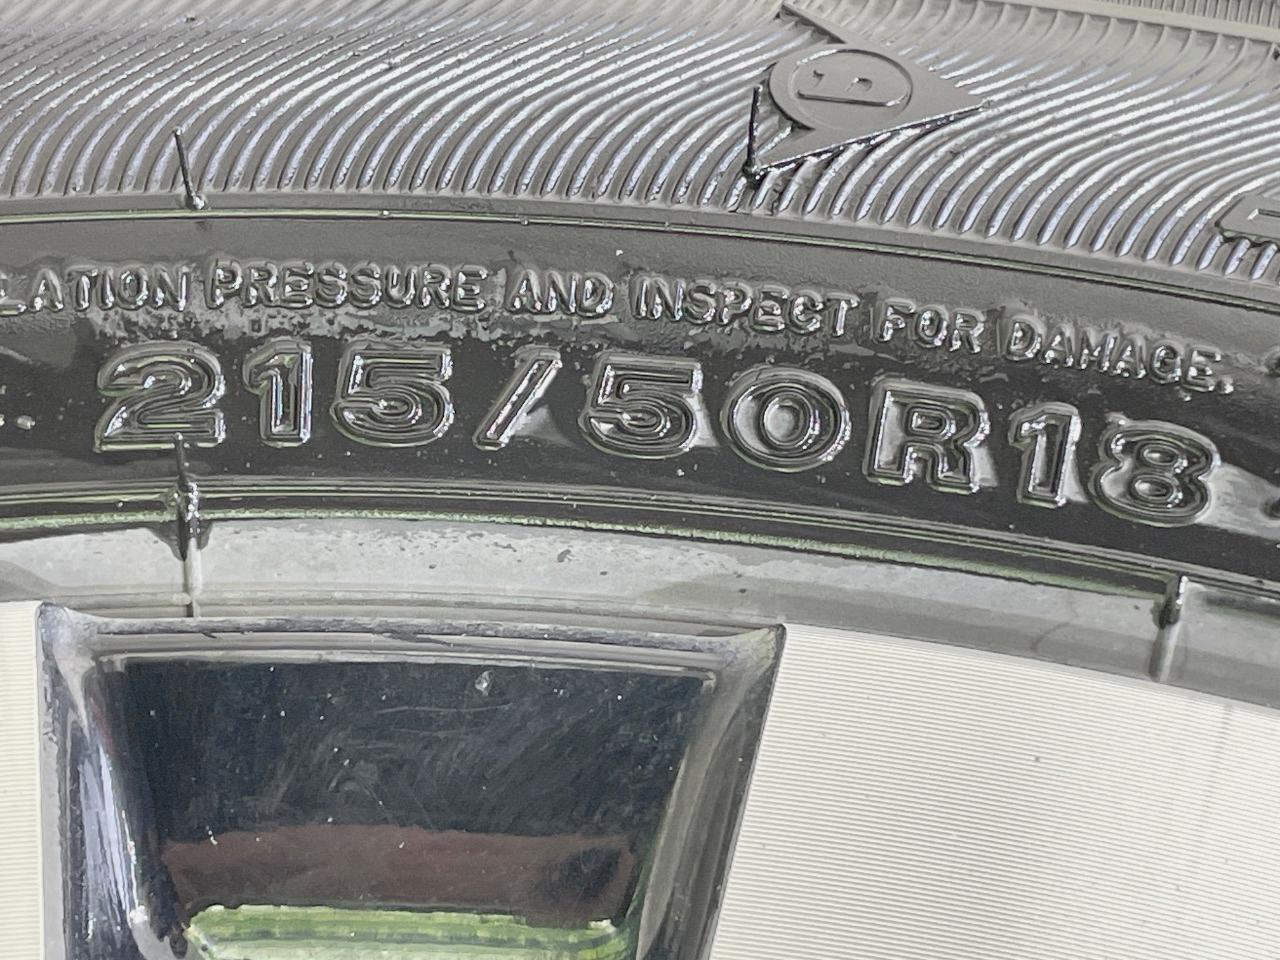 LATION PRESSURE AND INSPECT FOR DAMAGE.
215/50R18